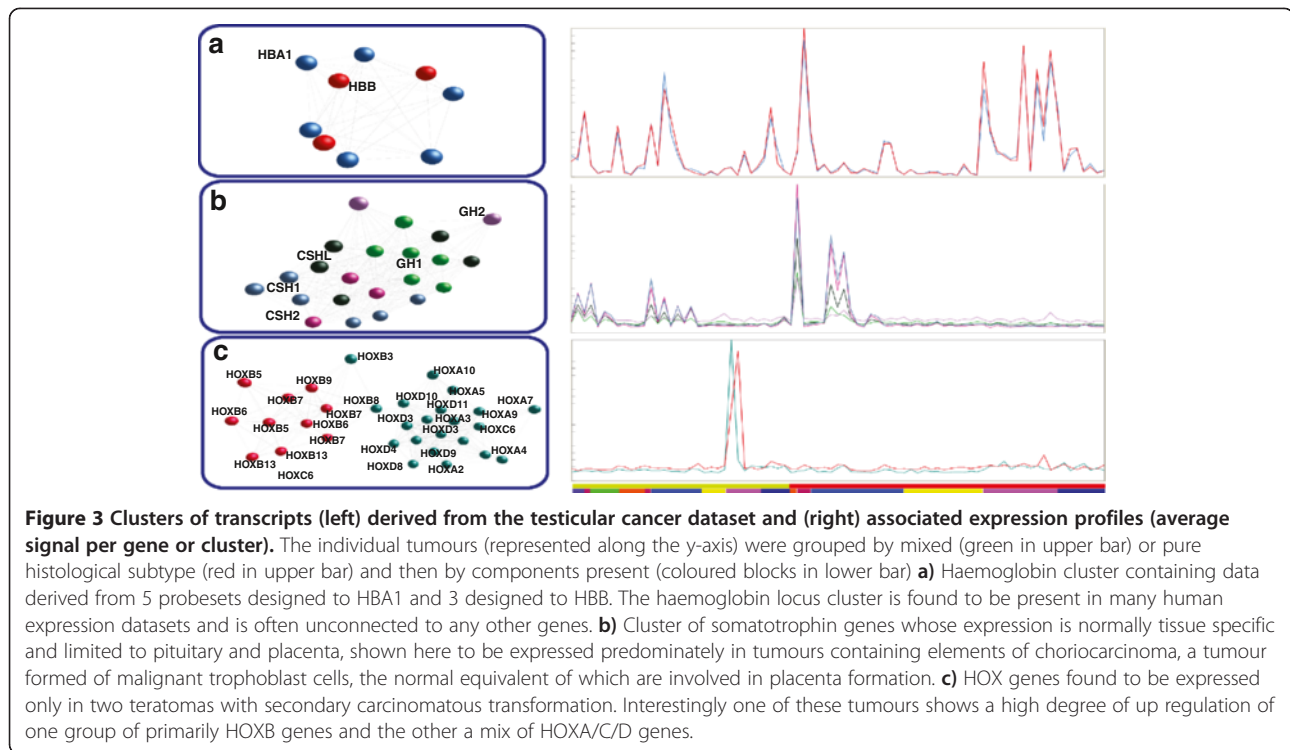 a
HBA1
HBB
b
GH2
CSHL
GH1
CSH1
CSH2
c
HOXB3
HOXB5
HOXB9
HOXA10
HOXB7
HOXB8
HOXD10
HOXA5
HOXA7
HOXB6
HOXB7
HOXD11
HOXA9
HOXB5
HOXB6
HOXD3
HOXA3
HOXC6
HOXB7
HOXD3
HOXB13
HOXD4
HOXD9
HOXA4
HOXB13
HOXD8
HOXA2
HOXC6
Figure 3 Clusters of transcripts (left) derived from the testicular cancer dataset and (right) associated expression profiles (average
signal per gene or cluster). The individual tumours (represented along the y-axis) were grouped by mixed (green in upper bar) or pure
histological subtype (red in upper bar) and then by components present (coloured blocks in lower bar) a) Haemoglobin cluster containing data
derived from 5 probesets designed to HBA1 and 3 designed to HBB. The haemoglobin locus cluster is found to be present in many human
expression datasets and is often unconnected to any other genes. b) Cluster of somatotrophin genes whose expression is normally tissue specific
and limited to pituitary and placenta, shown here to be expressed predominately in tumours containing elements of choriocarcinoma, a tumour
formed of malignant trophoblast cells, the normal equivalent of which are involved in placenta formation. c) HOX genes found to be expressed
only in two teratomas with secondary carcinomatous transformation. Interestingly one of these tumours shows a high degree of up regulation of
one group of primarily HOXB genes and the other a mix of HOXA/C/D genes.